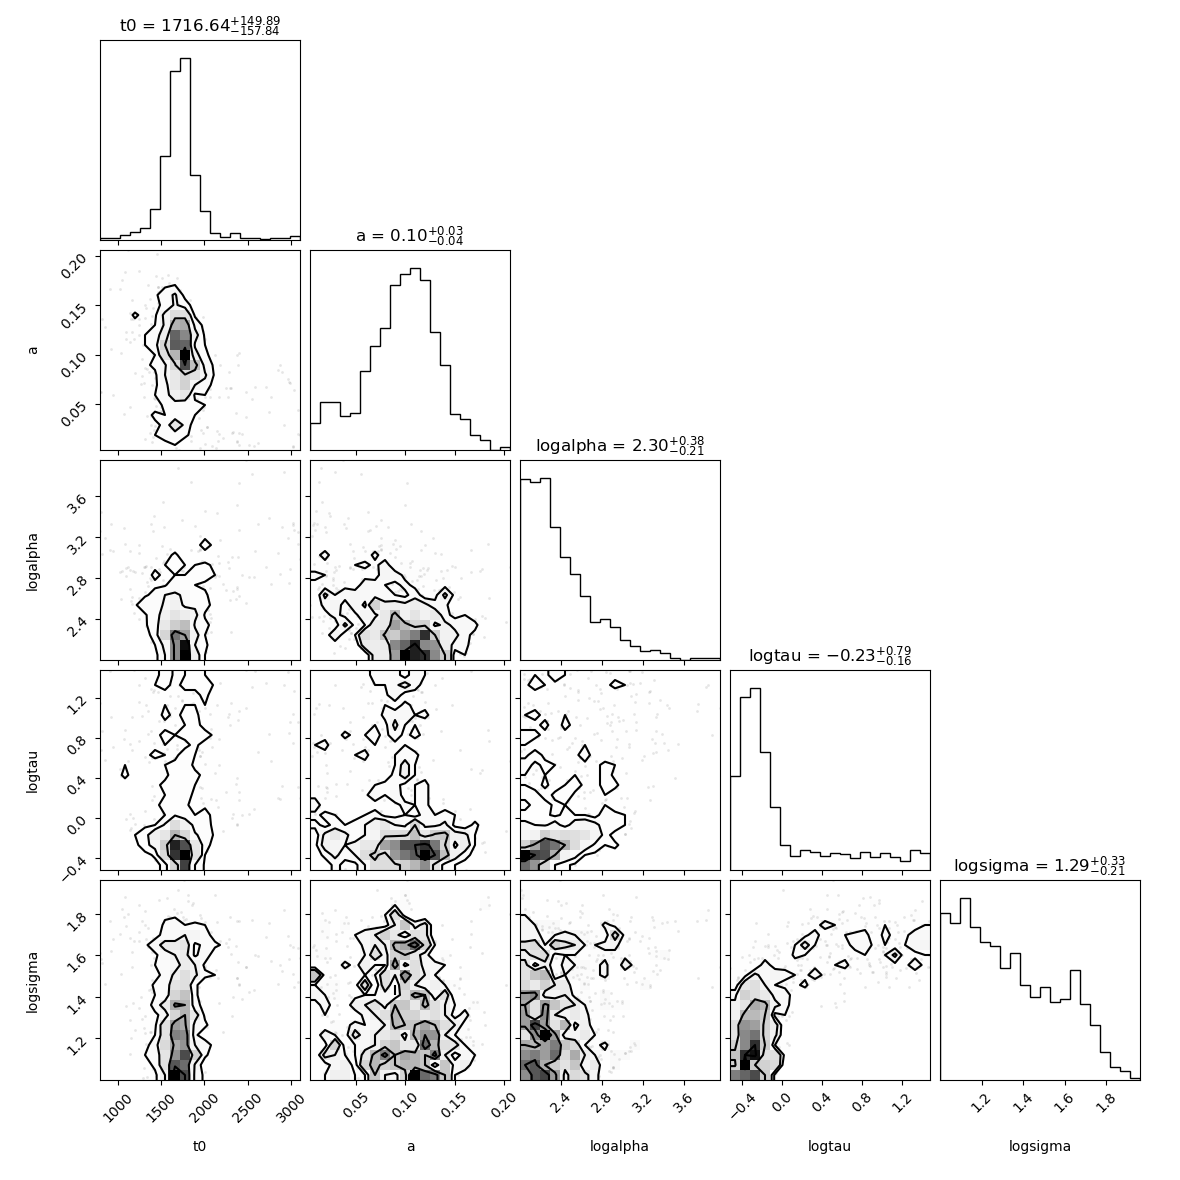 t0 = 1716.64+149.89−157.84
a = 0.10+0.03−0.04
0.20
0.15
0.10
0.05
a
logalpha = 2.30+0.38−0.21
3.6
3.2
2.8
2.4
logalpha
logtau = −0.23+0.79−0.16
1.2
0.8
0.4
0.0
−0.4
logtau
logsigma = 1.29+0.33−0.21
1.8
1.6
1.4
1.2
logsigma
1000 1500 2000 2500 3000 0.05 0.10 0.15 0.20 2.4 2.8 3.2 3.6 −0.4 0.0 0.4 0.8 1.2 1.2 1.4 1.6 1.8
t0 a logalpha logtau logsigma